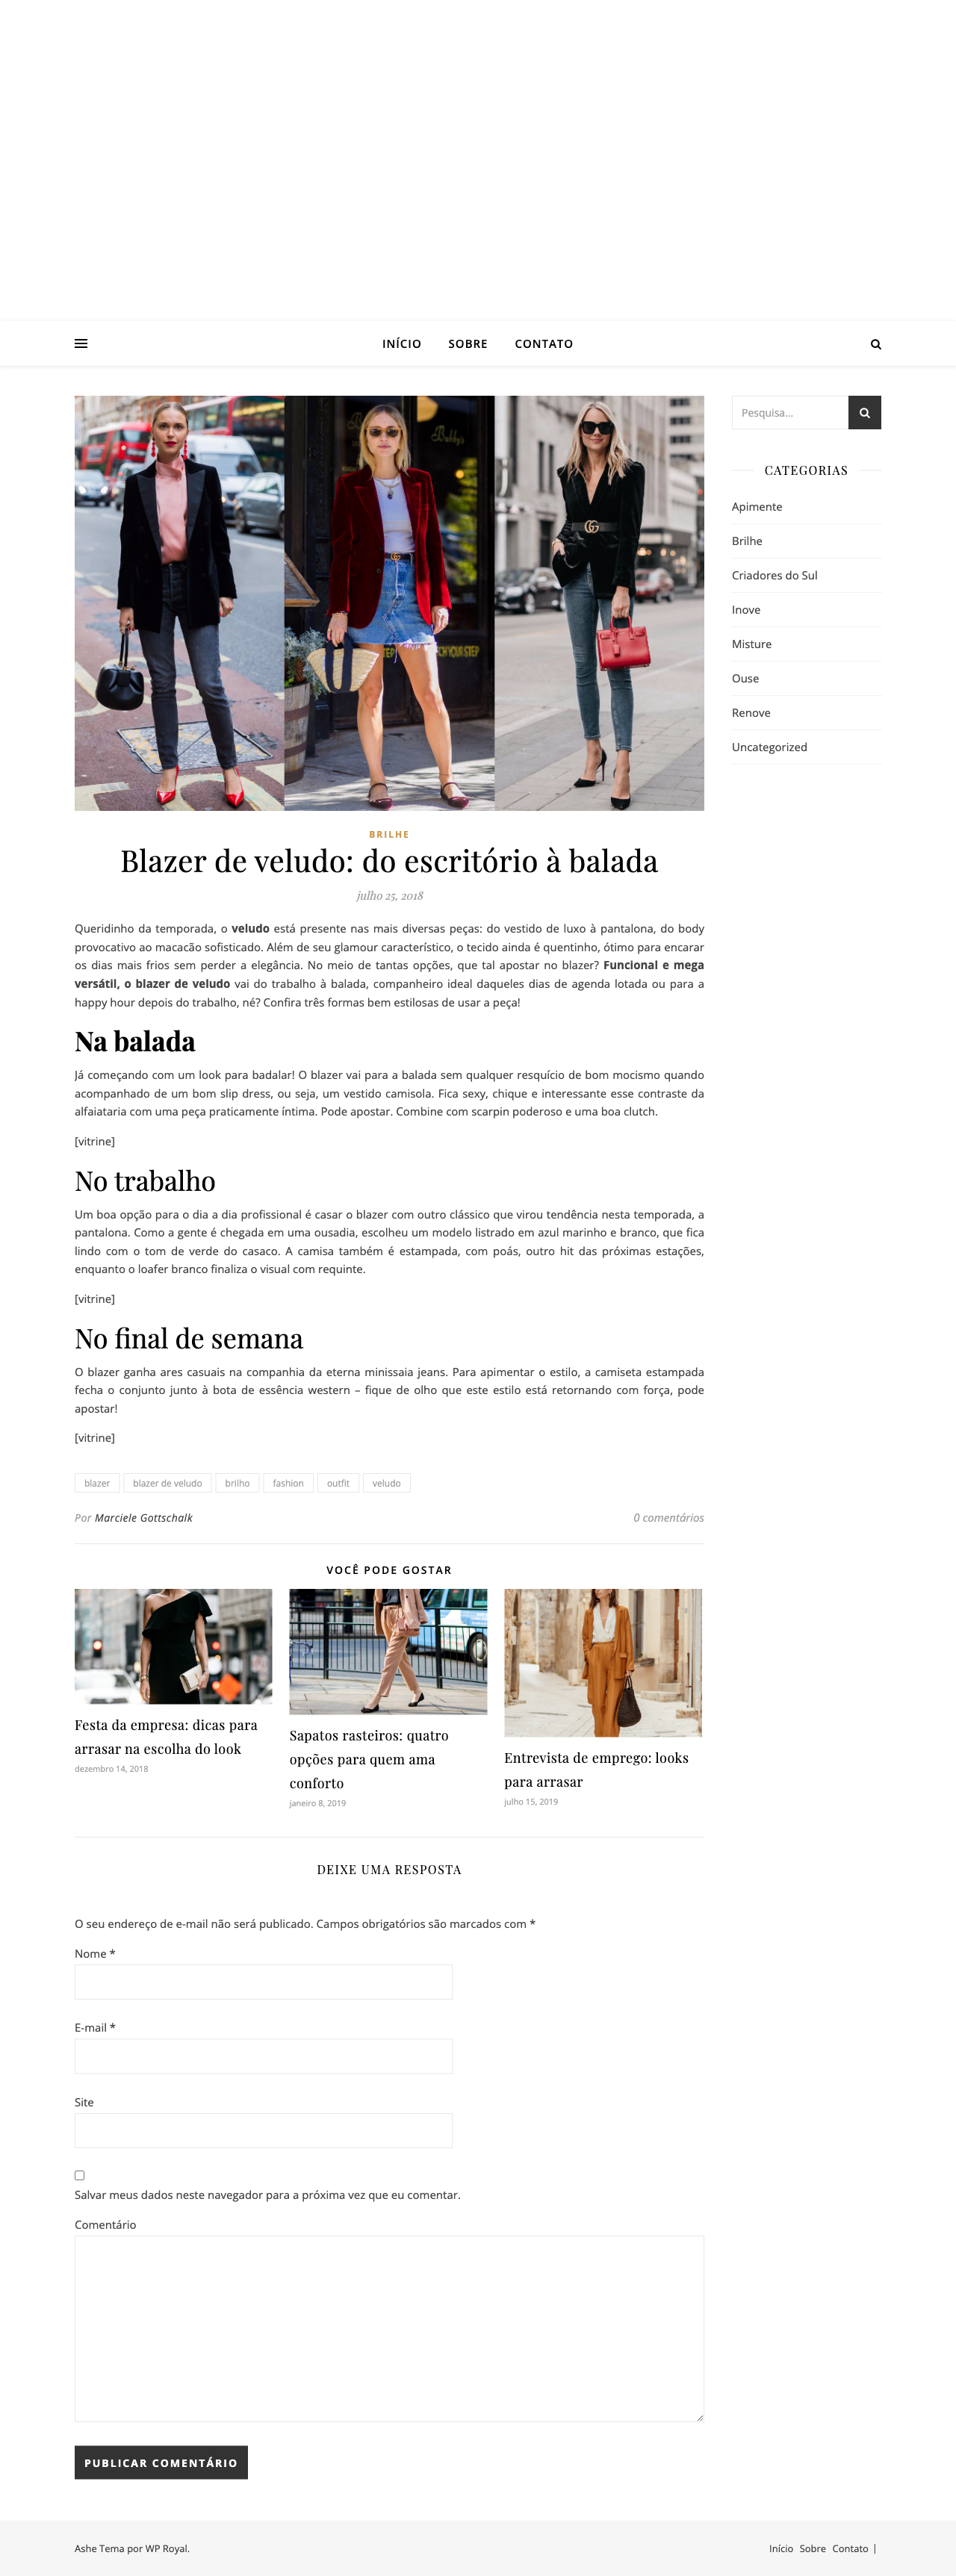 INÍCIO SOBRE CONTATO
Pesquisa...
CATEGORIAS
Apimente
Brilhe
Criadores do Sul
Inove
Misture
Ouse
Renove
Uncategorized
BRILHE
Blazer de veludo: do escritório à balada
julho 25, 2018
Queridinho da temporada, o veludo está presente nas mais diversas peças: do vestido de luxo à pantalona, do body
provocativo ao macacão sofisticado. Além de seu glamour característico, o tecido ainda é quentinho, ótimo para encarar
os dias mais frios sem perder a elegância. No meio de tantas opções, que tal apostar no blazer? Funcional e mega
versátil, o blazer de veludo vai do trabalho à balada, companheiro ideal daqueles dias de agenda lotada ou para a
happy hour depois do trabalho, né? Confira três formas bem estilosas de usar a peça!
Na balada
Já começando com um look para badalar! O blazer vai para a balada sem qualquer resquício de bom mocismo quando
acompanhado de um bom slip dress, ou seja, um vestido camisola. Fica sexy, chique e interessante esse contraste da
alfaiataria com uma peça praticamente íntima. Pode apostar. Combine com scarpin poderoso e uma boa clutch.
[vitrine]
No trabalho
Um boa opção para o dia a dia profissional é casar o blazer com outro clássico que virou tendência nesta temporada, a
pantalona. Como a gente é chegada em uma ousadia, escolheu um modelo listrado em azul marinho e branco, que fica
lindo com o tom de verde do casaco. A camisa também é estampada, com poás, outro hit das próximas estações,
enquanto o loafer branco finaliza o visual com requinte.
[vitrine]
No final de semana
O blazer ganha ares casuais na companhia da eterna minissaia jeans. Para apimentar o estilo, a camiseta estampada
fecha o conjunto junto à bota de essência western – fique de olho que este estilo está retornando com força, pode
apostar!
[vitrine]
blazer blazer de veludo brilho fashion outfit veludo
Por Marciele Gottschalk
0 comentários
VOCÊ PODE GOSTAR
Festa da empresa: dicas para
arrasar na escolha do look
dezembro 14, 2018
Sapatos rasteiros: quatro
opções para quem ama
conforto
janeiro 8, 2019
Entrevista de emprego: looks
para arrasar
julho 15, 2019
DEIXE UMA RESPOSTA
O seu endereço de e-mail não será publicado. Campos obrigatórios são marcados com *
Nome *
E-mail *
Site
Salvar meus dados neste navegador para a próxima vez que eu comentar.
Comentário
PUBLICAR COMENTÁRIO
Ashe Tema por WP Royal.
Início Sobre Contato |